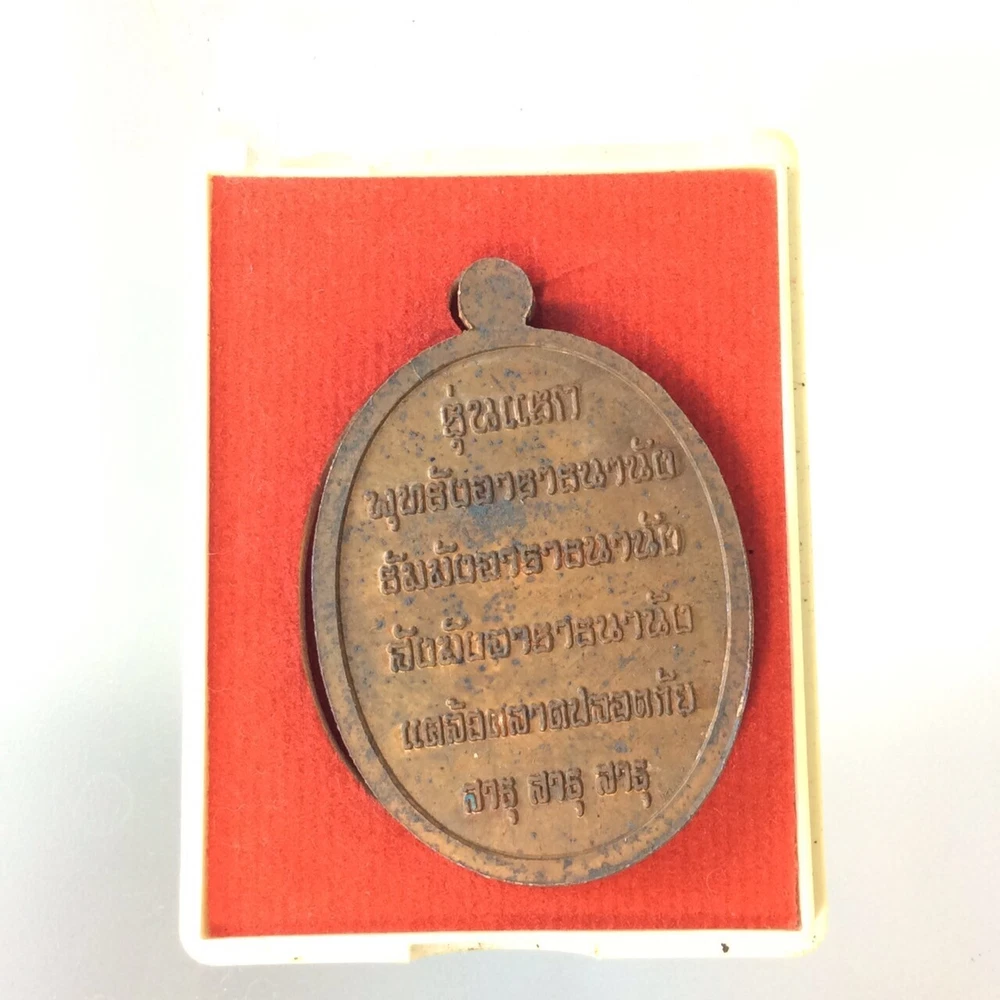 รุ่นแรก
พุทธังอาราธนานัง
ธัมมังอาราธนานัง
สังฆังอาราธนานัง
แคล้วคลาดปลอดภัย
สาธุ สาธุ สาธุ